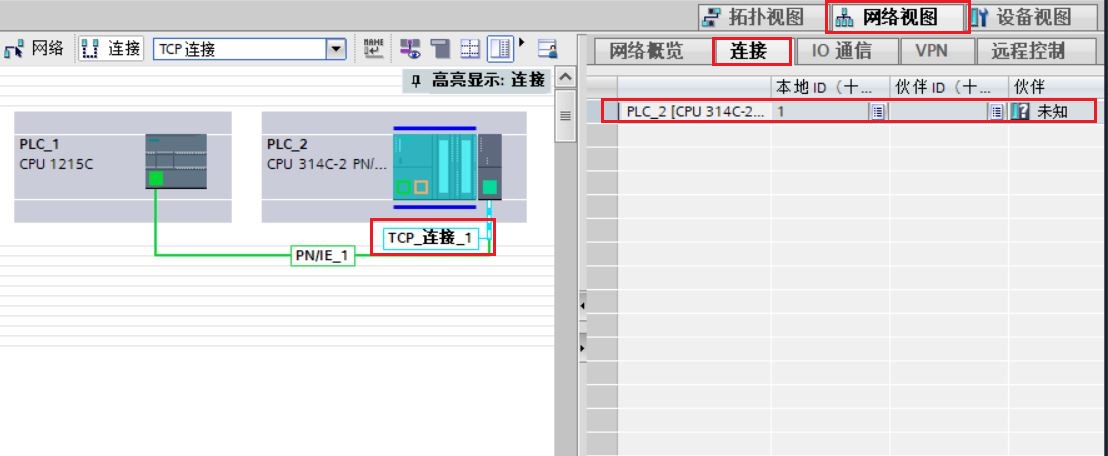 拓扑视图 网络视图 设备视图
网络 连接 TCP 连接 NAME
网络概览 连接 IO 通信 VPN 远程控制
高亮显示: 连接
本地 ID（十... 伙伴 ID（十... 伙伴
PLC_2 [CPU 314C-2... 1 未知
PLC_1
CPU 1215C
PLC_2
CPU 314C-2 PN/...
TCP_连接_1
PN/IE_1